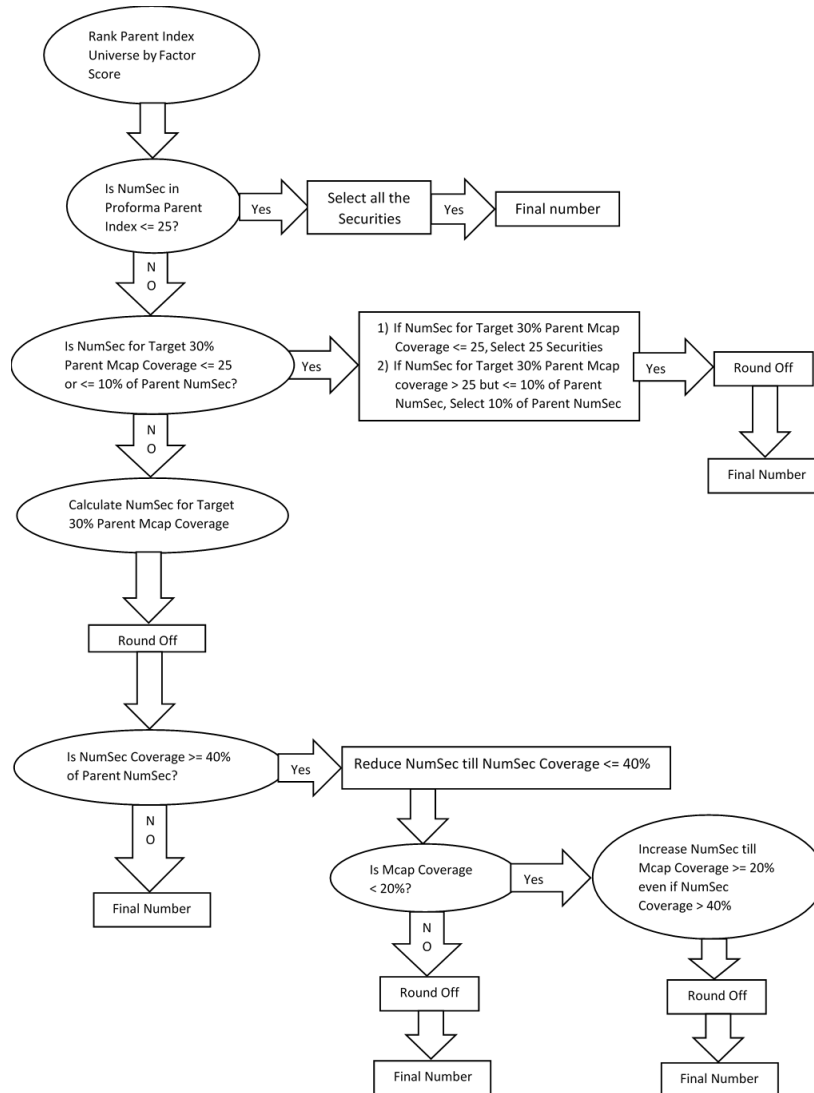 Rank Parent Index
Universe by Factor
Score
Is NumSec in
Proforma Parent
Index <= 25?
Yes
Select all the
Securities
Yes
Final number
N
O
Is NumSec for Target 30%
Parent Mcap Coverage <= 25
or <= 10% of Parent NumSec?
Yes
1) If NumSec for Target 30% Parent Mcap
Coverage <= 25, Select 25 Securities
2) If NumSec for Target 30% Parent Mcap
coverage > 25 but <= 10% of Parent
NumSec, Select 10% of Parent NumSec
Yes
Round Off
Final Number
N
O
Calculate NumSec for Target
30% Parent Mcap Coverage
Round Off
Is NumSec Coverage >= 40%
of Parent NumSec?
Yes
Reduce NumSec till NumSec Coverage <= 40%
N
O
Final Number
Is Mcap Coverage
< 20%?
Yes
Increase NumSec till
Mcap Coverage >= 20%
even if NumSec
Coverage > 40%
N
O
Round Off
Final Number
Round Off
Final Number